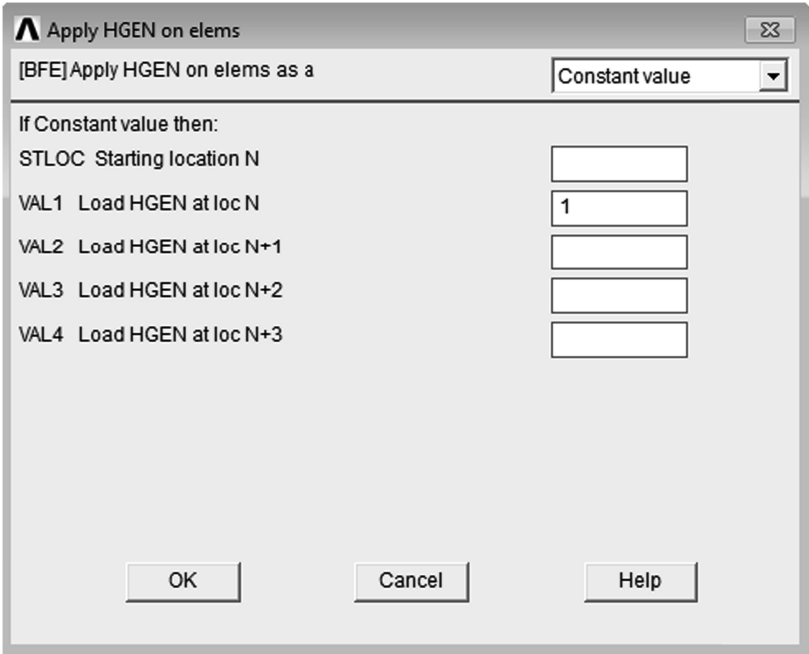 Apply HGEN on elems
[BFE] Apply HGEN on elems as a
Constant value
If Constant value then:
STLOC Starting location N
VAL1 Load HGEN at loc N
1
VAL2 Load HGEN at loc N+1
VAL3 Load HGEN at loc N+2
VAL4 Load HGEN at loc N+3
OK Cancel Help